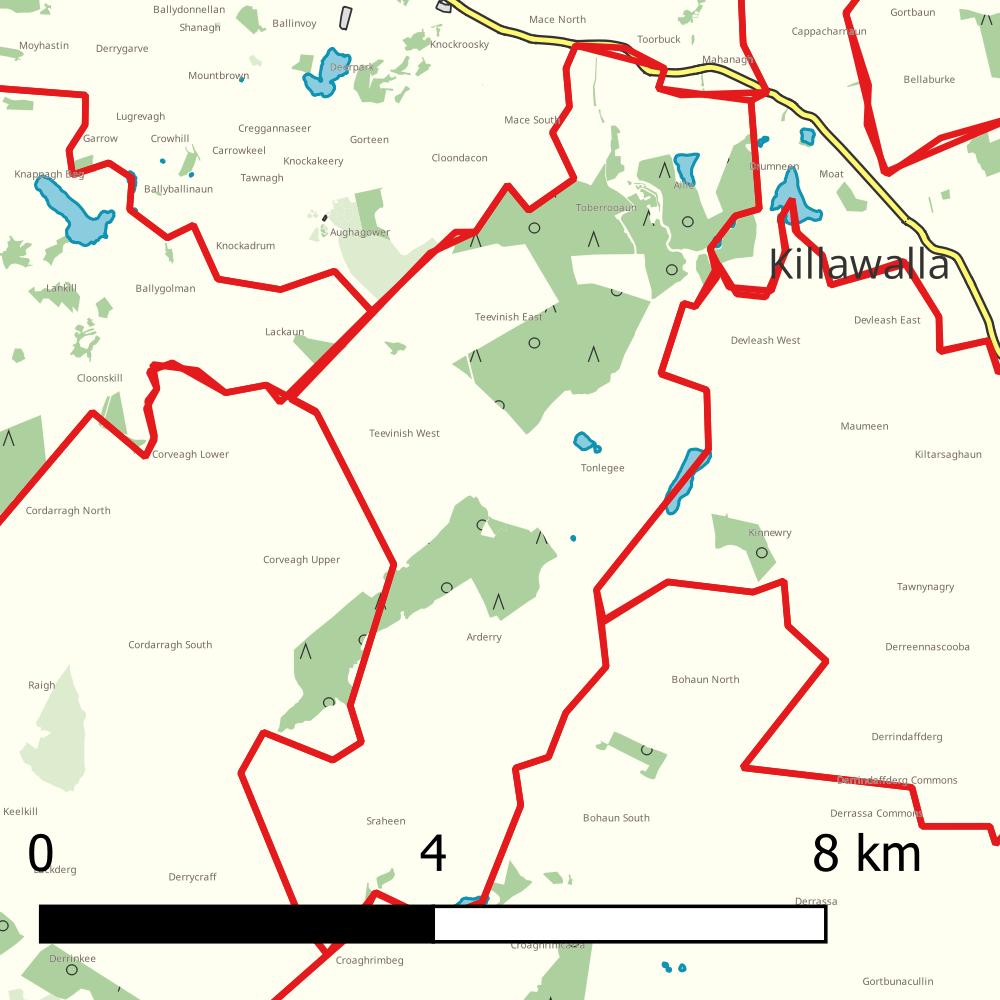 Ballydonnellan
Gortbaun
Mace North
Ballinvoy
Shanagh
Cappacharraun
Toorbuck
Moyhastin
Knockroosky
Derrygarve
Mahanagh
Deerpark
Mountbrown
Bellaburke
Lugrevagh
Mace South
Creggannaseer
Garrow
Crowhill
Gorteen
Carrowkeel
Cloondacon
Knockakeery
Drumneen
Knappagh Beg
Moat
Tawnagh
Aille
Ballyballinaun
Toberrooaun
Aughagower
Knockadrum
Killawalla
Lankill
Ballygolman
Teevinish East
Devleash East
Lackaun
Devleash West
Cloonskill
Maumeen
Teevinish West
Corveagh Lower
Kiltarsaghaun
Tonlegee
Cordarragh North
Kinnewry
Corveagh Upper
Tawnynagry
Arderry
Cordarragh South
Derreennascooba
Bohaun North
Raigh
Derrindaffderg
Derrindaffderg Commons
Keelkill
Derrassa Commons
Bohaun South
Sraheen
0 4 8 km
Derrycraff
Derrassa
Derrinkee
Croaghrimbeg
Gortbunacullin